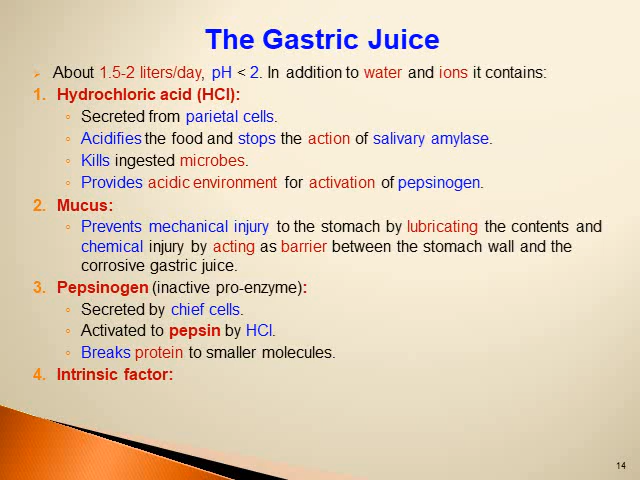 The Gastric Juice
➢ About 1.5-2 liters/day, pH < 2. In addition to water and ions it contains:
1. Hydrochloric acid (HCl):
◦ Secreted from parietal cells.
◦ Acidifies the food and stops the action of salivary amylase.
◦ Kills ingested microbes.
◦ Provides acidic environment for activation of pepsinogen.
2. Mucus:
◦ Prevents mechanical injury to the stomach by lubricating the contents and
chemical injury by acting as barrier between the stomach wall and the
corrosive gastric juice.
3. Pepsinogen (inactive pro-enzyme):
◦ Secreted by chief cells.
◦ Activated to pepsin by HCl.
◦ Breaks protein to smaller molecules.
4. Intrinsic factor:
14